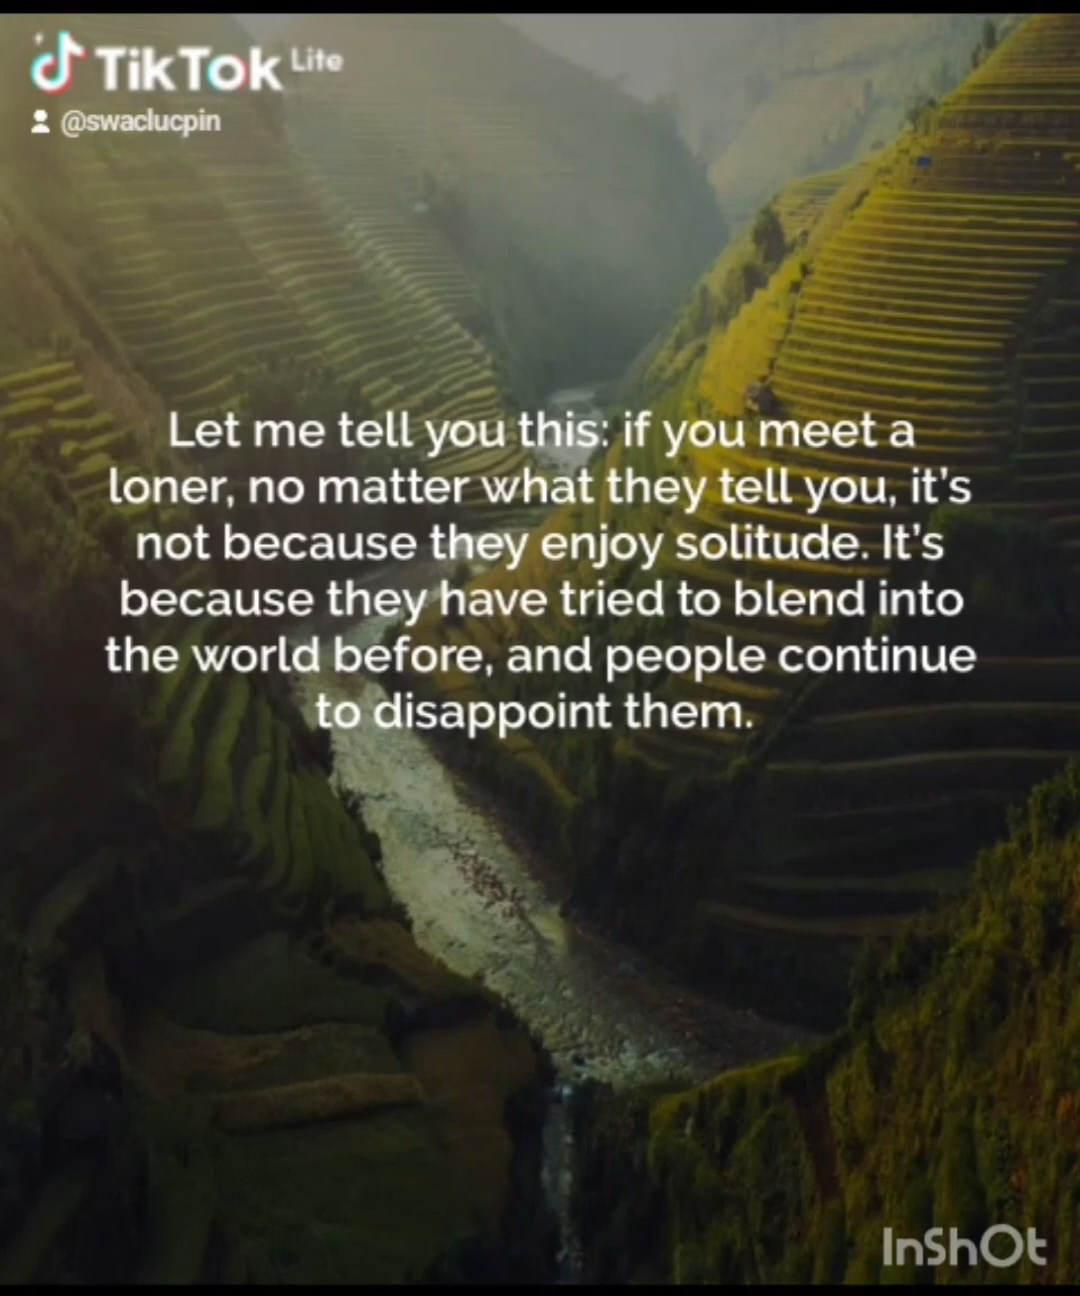 TikTok Lite
@swaclucpin
Let me tell you this: if you meet a
loner, no matter what they tell you, it’s
not because they enjoy solitude. It’s
because they have tried to blend into
the world before, and people continue
to disappoint them.
InShOt